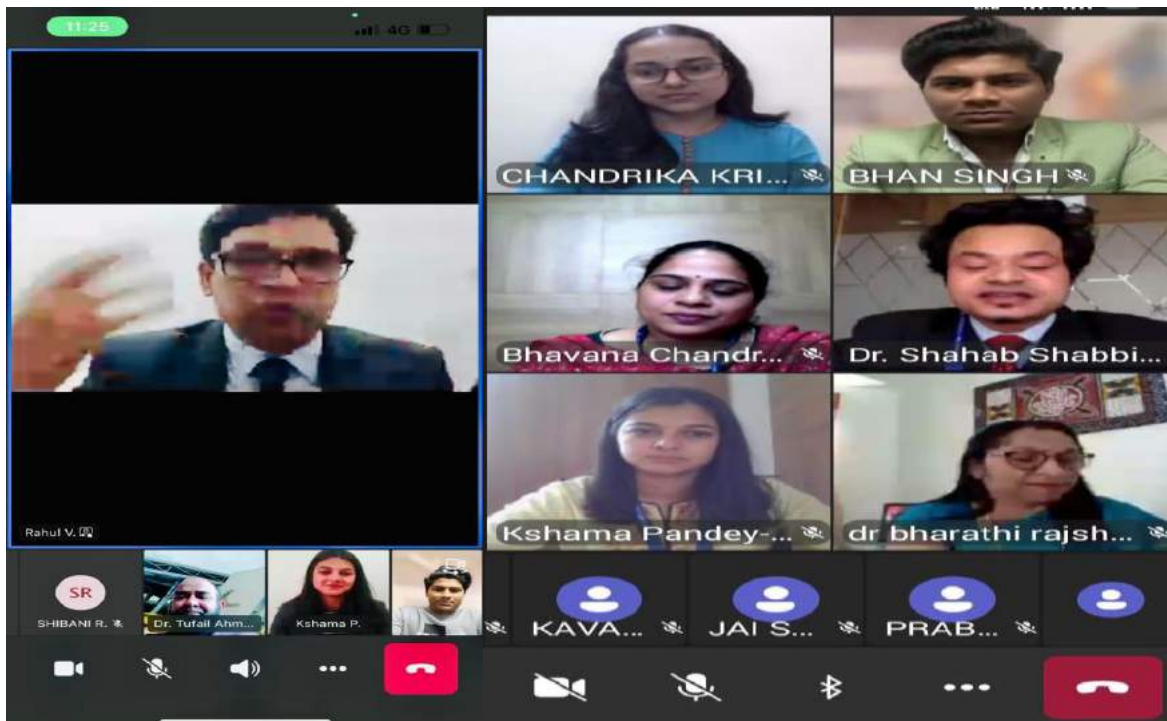 11:25
4G
Rahul V.
SR
SHIBANI R.
Dr. Tufail Ahm...
Kshama P.
CHANDRIKA KRI...
BHAN SINGH
Bhavana Chandr...
Dr. Shahab Shabbi...
Kshama Pandey-...
dr bharathi rajsh...
KAVA...
JAI S...
PRAB...